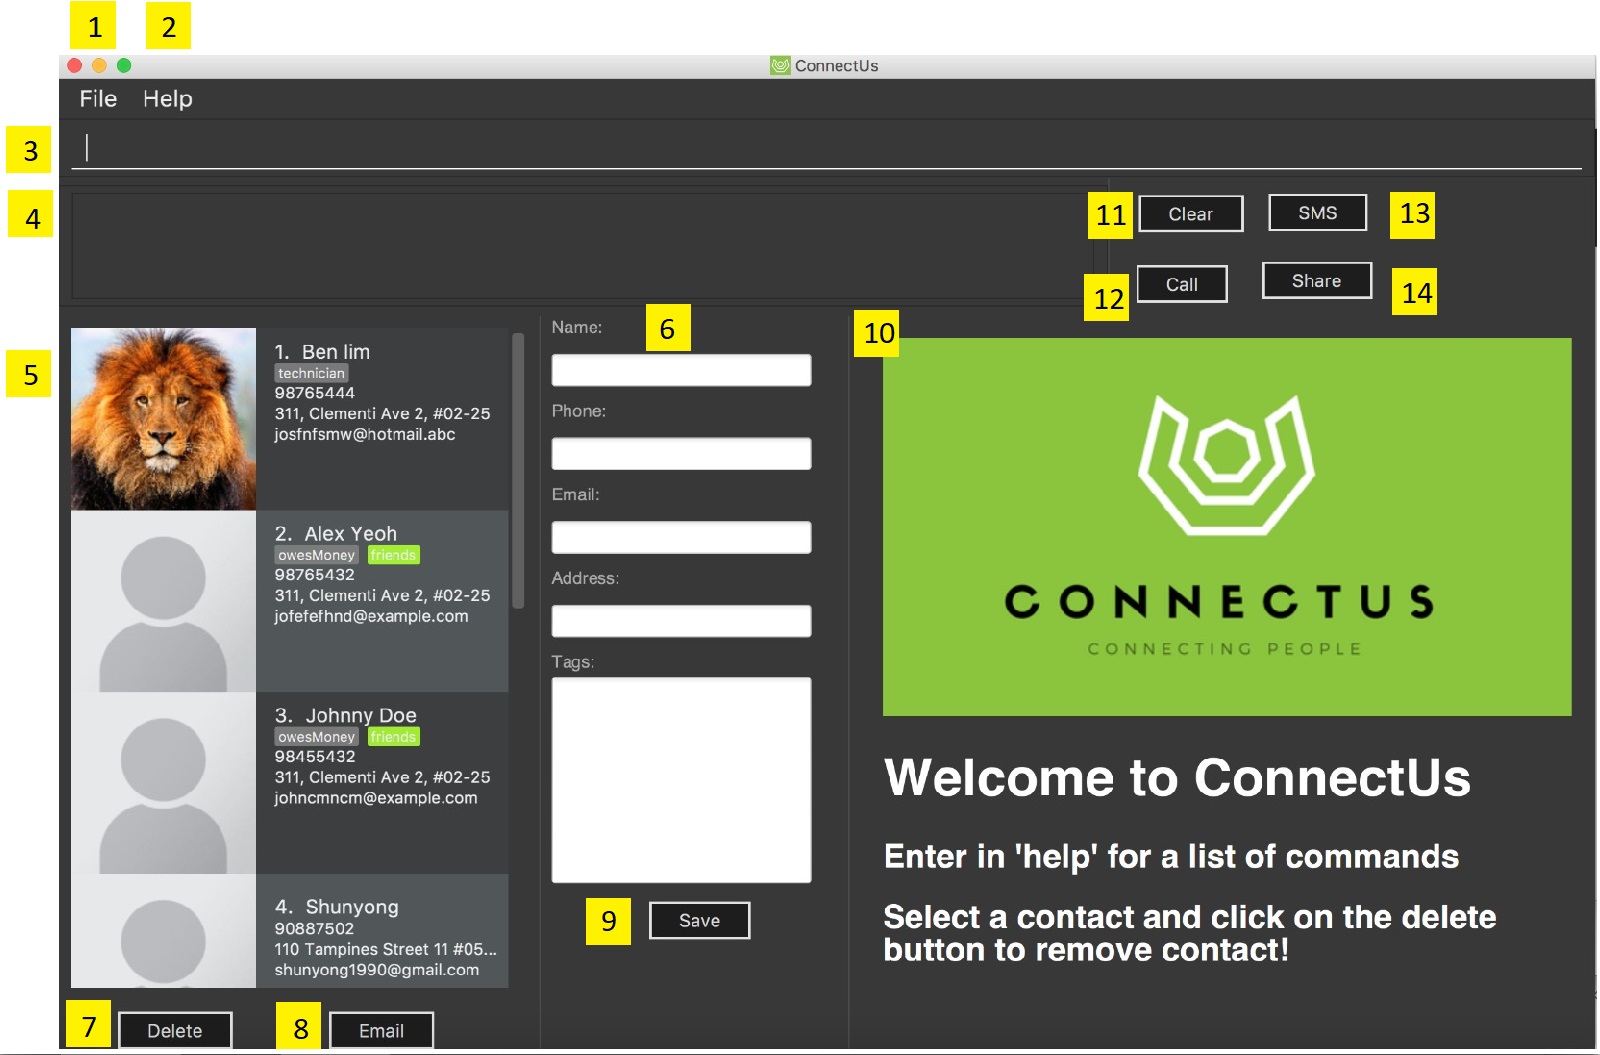 1
2
ConnectUs
File Help
3
4
11
Clear
SMS
13
12
Call
Share
14
5
1. Ben lim
technician
98765444
311, Clementi Ave 2, #02-25
josfnfsmw@hotmail.abc
2. Alex Yeoh
owesMoney friends
98765432
311, Clementi Ave 2, #02-25
jofefefhnd@example.com
3. Johnny Doe
owesMoney friends
98455432
311, Clementi Ave 2, #02-25
johncmncm@example.com
4. Shunyong
90887502
110 Tampines Street 11 #05...
shunyong1990@gmail.com
7
Delete
8
Email
Name:
6
Phone:
Email:
Address:
Tags:
9
Save
10
CONNECTUS
CONNECTING PEOPLE
Welcome to ConnectUs
Enter in 'help' for a list of commands
Select a contact and click on the delete
button to remove contact!